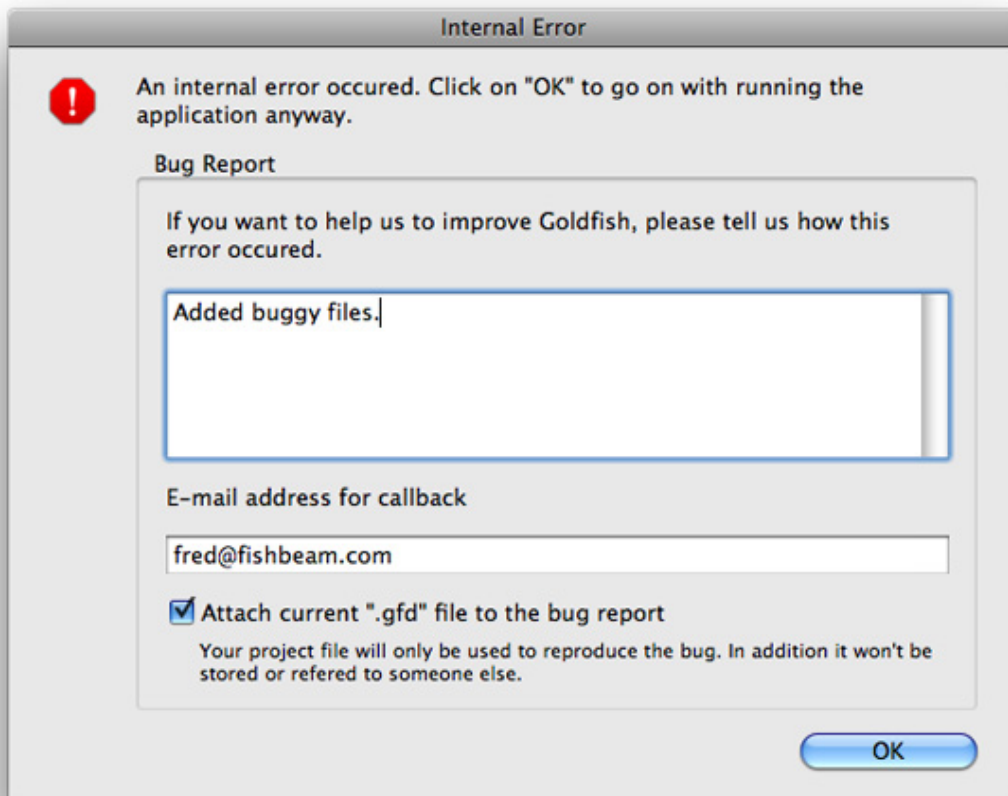 Internal Error
An internal error occured. Click on "OK" to go on with running the
application anyway.
Bug Report
If you want to help us to improve Goldfish, please tell us how this
error occured.
Added buggy files.
E-mail address for callback
fred@fishbeam.com
Attach current ".gfd" file to the bug report
Your project file will only be used to reproduce the bug. In addition it won't be
stored or refered to someone else.
OK